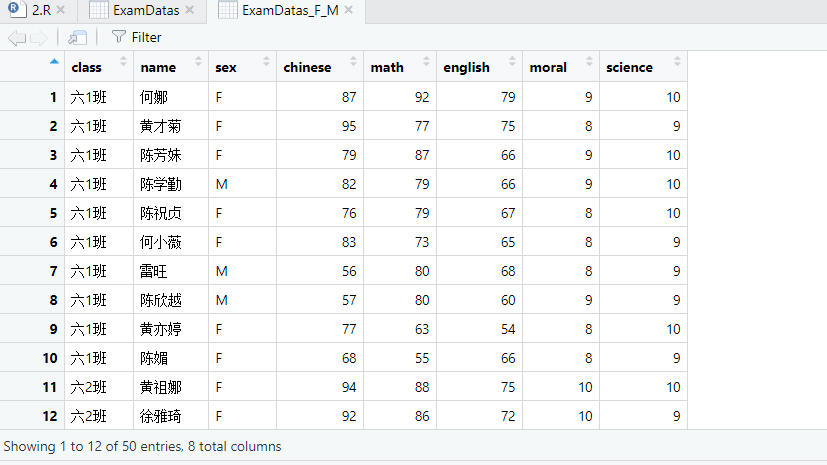 2.R ExamDatas ExamDatas_F_M
Filter
class name sex chinese math english moral science
1 六1班 何娜 F 87 92 79 9 10
2 六1班 黄才菊 F 95 77 75 8 9
3 六1班 陈芳妹 F 79 87 66 9 10
4 六1班 陈学勤 M 82 79 66 9 10
5 六1班 陈祝贞 F 76 79 67 8 10
6 六1班 何小薇 F 83 73 65 8 9
7 六1班 雷旺 M 56 80 68 8 9
8 六1班 陈欣越 M 57 80 60 9 9
9 六1班 黄亦婷 F 77 63 54 8 10
10 六1班 陈媚 F 68 55 66 8 9
11 六2班 黄祖娜 F 94 88 75 10 10
12 六2班 徐雅琦 F 92 86 72 10 9
Showing 1 to 12 of 50 entries, 8 total columns